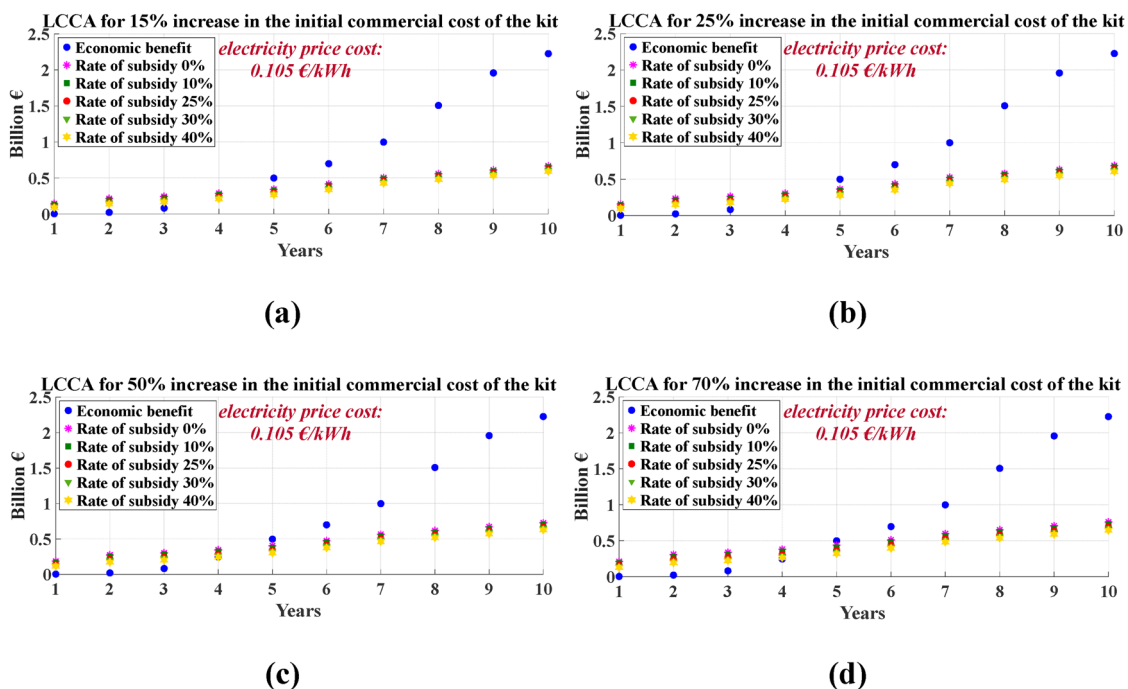 LCCA for 15% increase in the initial commercial cost of the kit
2.5
2
1.5
1
0.5
0
Billion €
Economic benefit
Rate of subsidy 0%
Rate of subsidy 10%
Rate of subsidy 25%
Rate of subsidy 30%
Rate of subsidy 40%
electricity price cost:
0.105 €/kWh
1 2 3 4 5 6 7 8 9 10
Years
(a)
LCCA for 25% increase in the initial commercial cost of the kit
2.5
2
1.5
1
0.5
0
Billion €
Economic benefit
Rate of subsidy 0%
Rate of subsidy 10%
Rate of subsidy 25%
Rate of subsidy 30%
Rate of subsidy 40%
electricity price cost:
0.105 €/kWh
1 2 3 4 5 6 7 8 9 10
Years
(b)
LCCA for 50% increase in the initial commercial cost of the kit
2.5
2
1.5
1
0.5
0
Billion €
Economic benefit
Rate of subsidy 0%
Rate of subsidy 10%
Rate of subsidy 25%
Rate of subsidy 30%
Rate of subsidy 40%
electricity price cost:
0.105 €/kWh
1 2 3 4 5 6 7 8 9 10
Years
(c)
LCCA for 70% increase in the initial commercial cost of the kit
2.5
2
1.5
1
0.5
0
Billion €
Economic benefit
Rate of subsidy 0%
Rate of subsidy 10%
Rate of subsidy 25%
Rate of subsidy 30%
Rate of subsidy 40%
electricity price cost:
0.105 €/kWh
1 2 3 4 5 6 7 8 9 10
Years
(d)